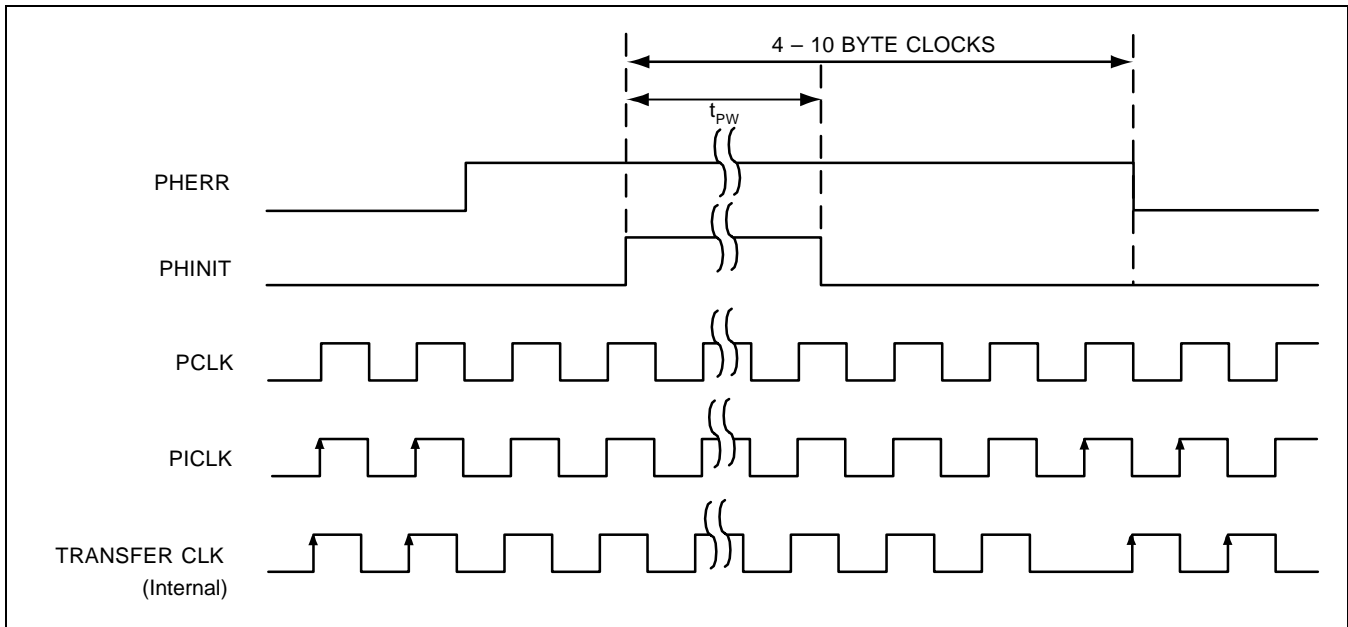 4 – 10 BYTE CLOCKS
tPW
PHERR
PHINIT
PCLK
PICLK
TRANSFER CLK
(Internal)